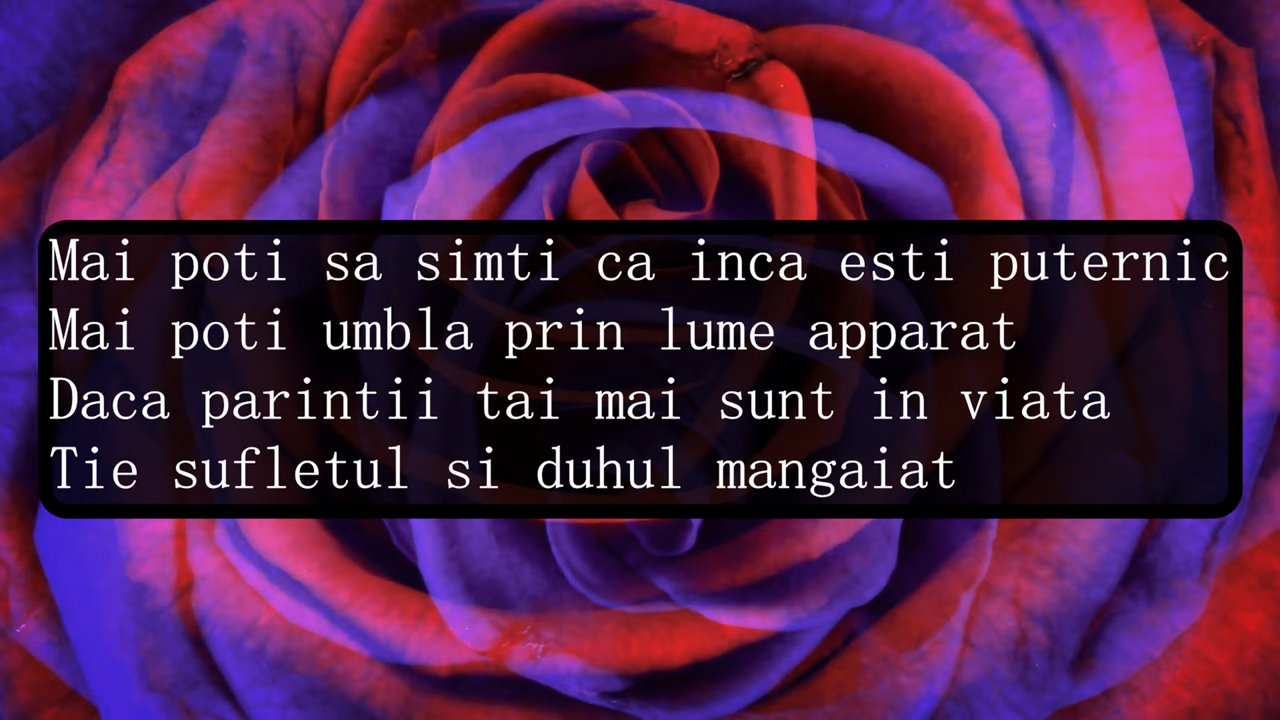 Mai poti sa simti ca inca esti puternic
Mai poti umbla prin lume apparat
Daca parintii tai mai sunt in viata
Tie sufletul si duhul mangaiat